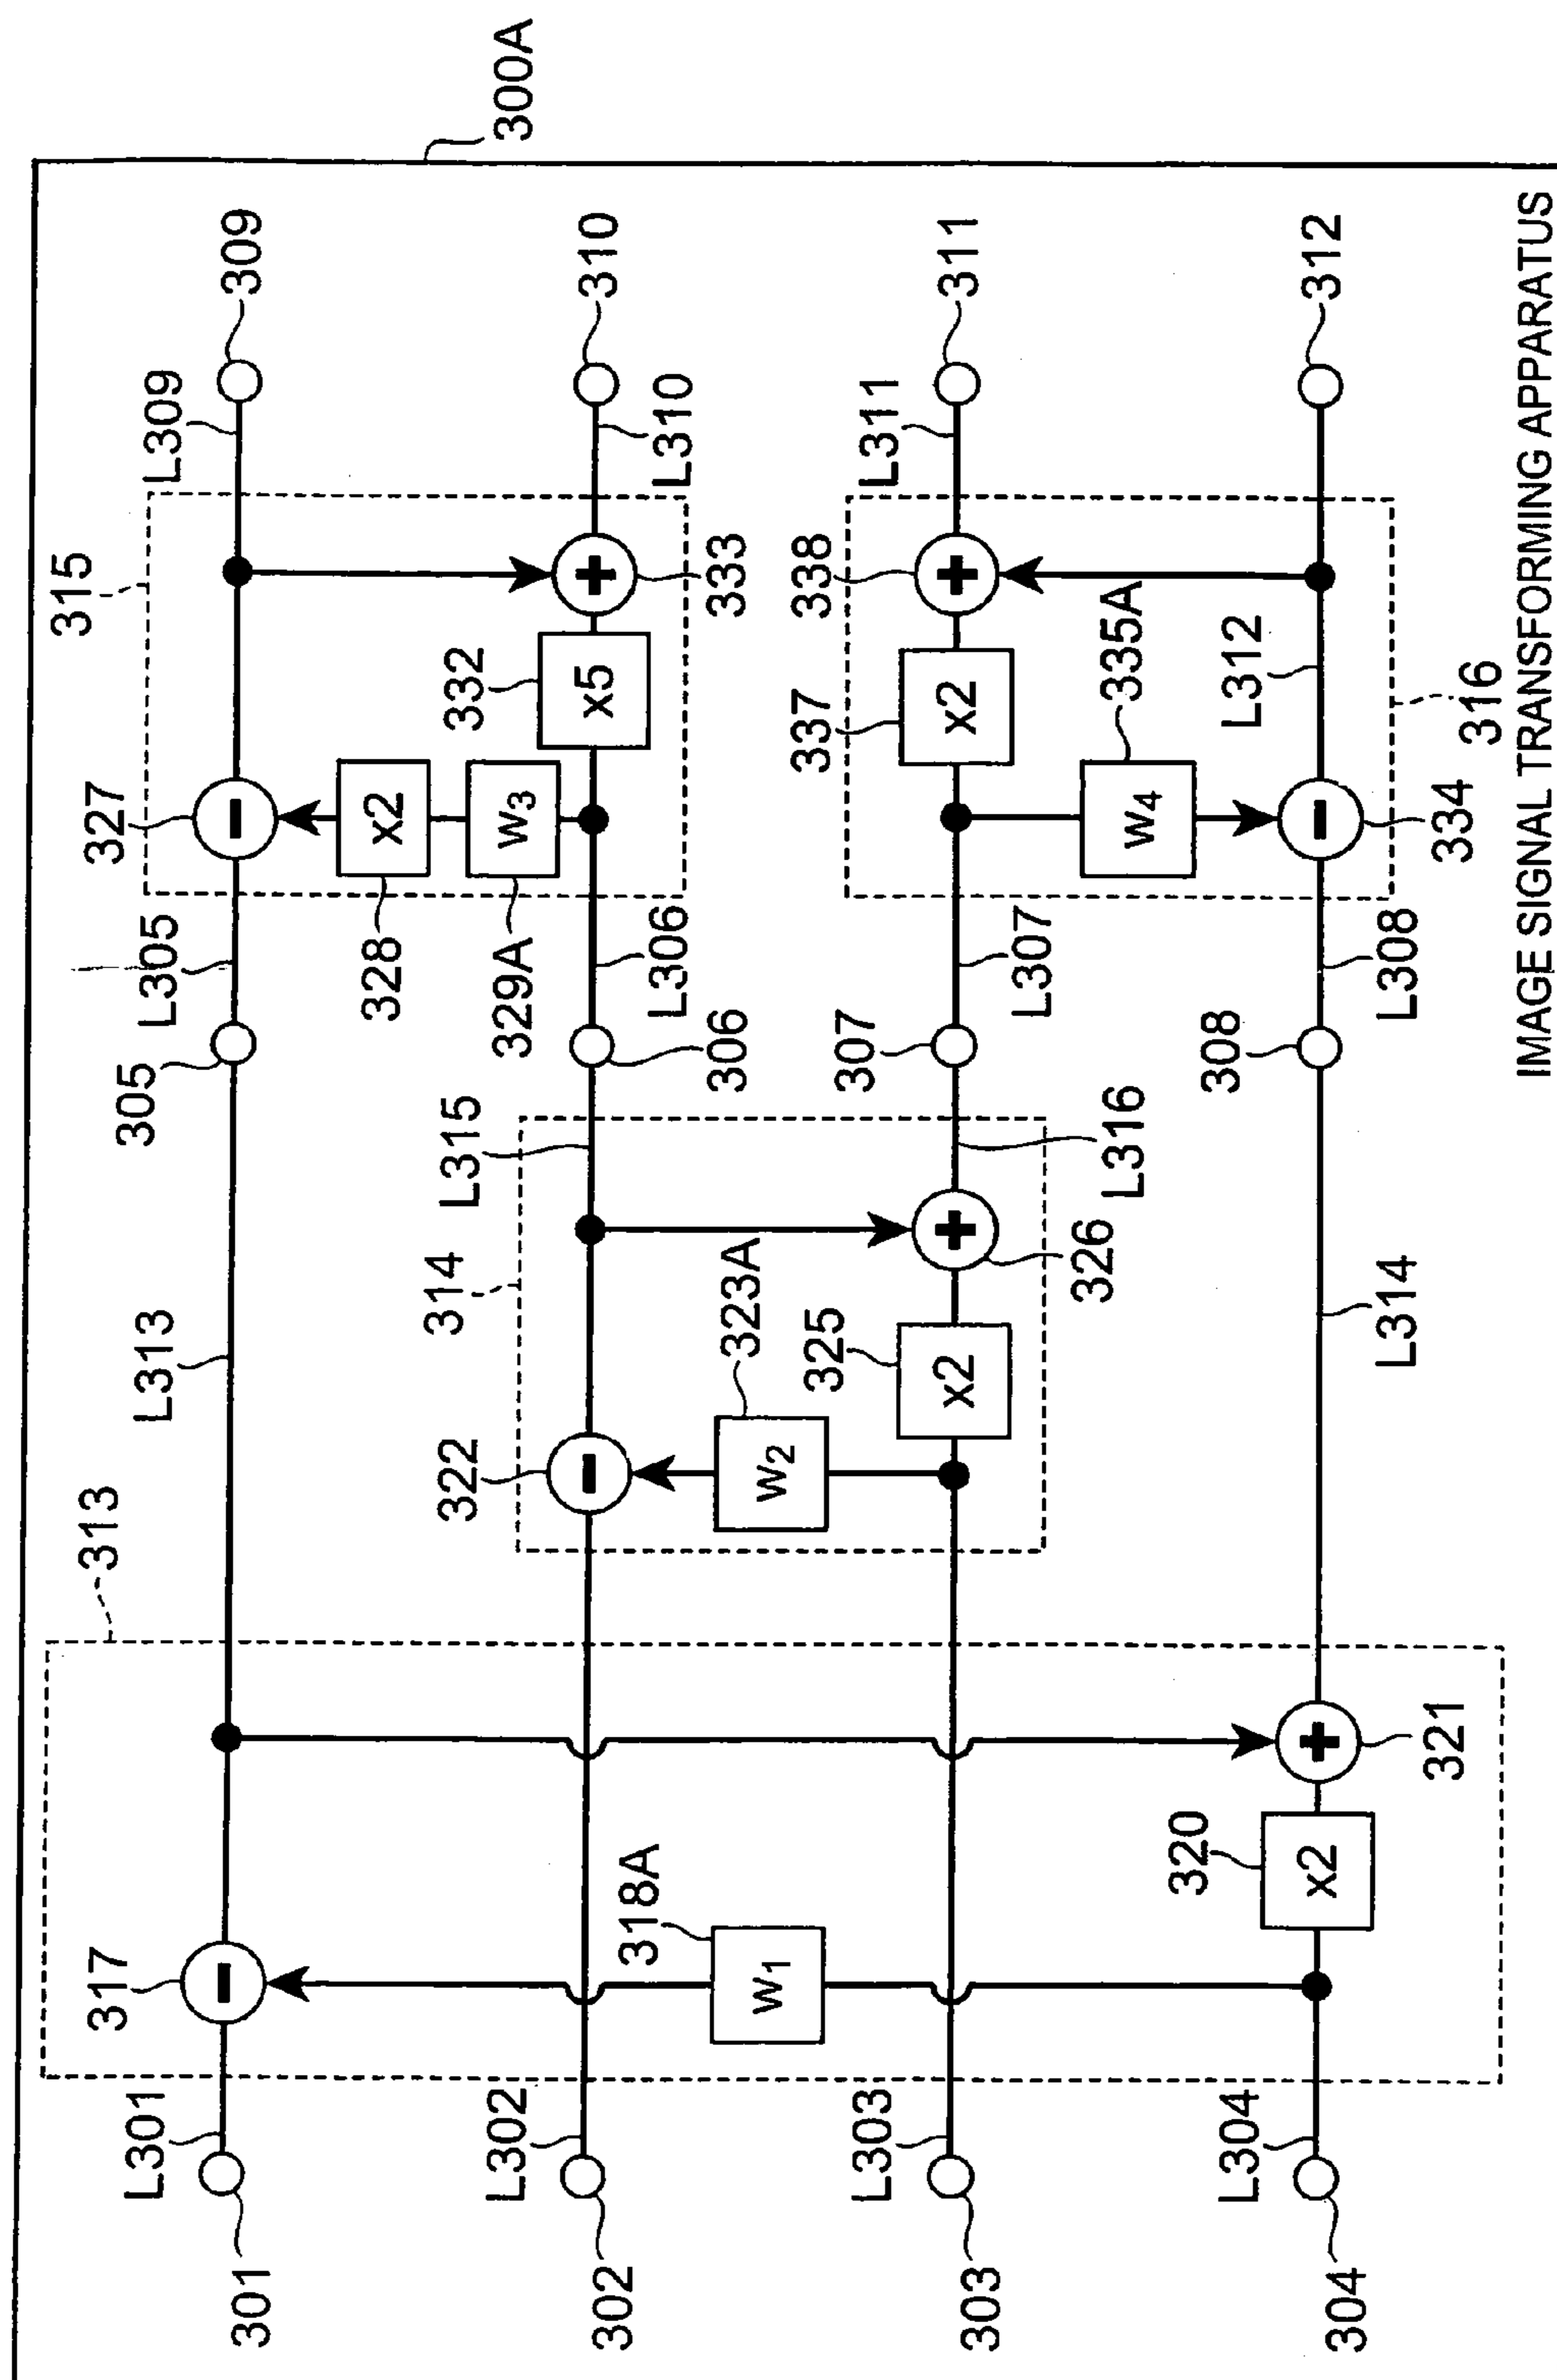 300A
313
L301
301
317
L313
305
L305
327
315
L309
309
x2
328
w3
329A
332
x5
333
L310
310
L302
302
322
314
L315
306
L306
323A
w2
325
x2
326
L316
307
L307
337
x2
338
L311
311
318A
w1
L303
303
w4
335A
L304
304
320
x2
321
L314
308
L308
334
L312
312
316
IMAGE SIGNAL TRANSFORMING APPARATUS